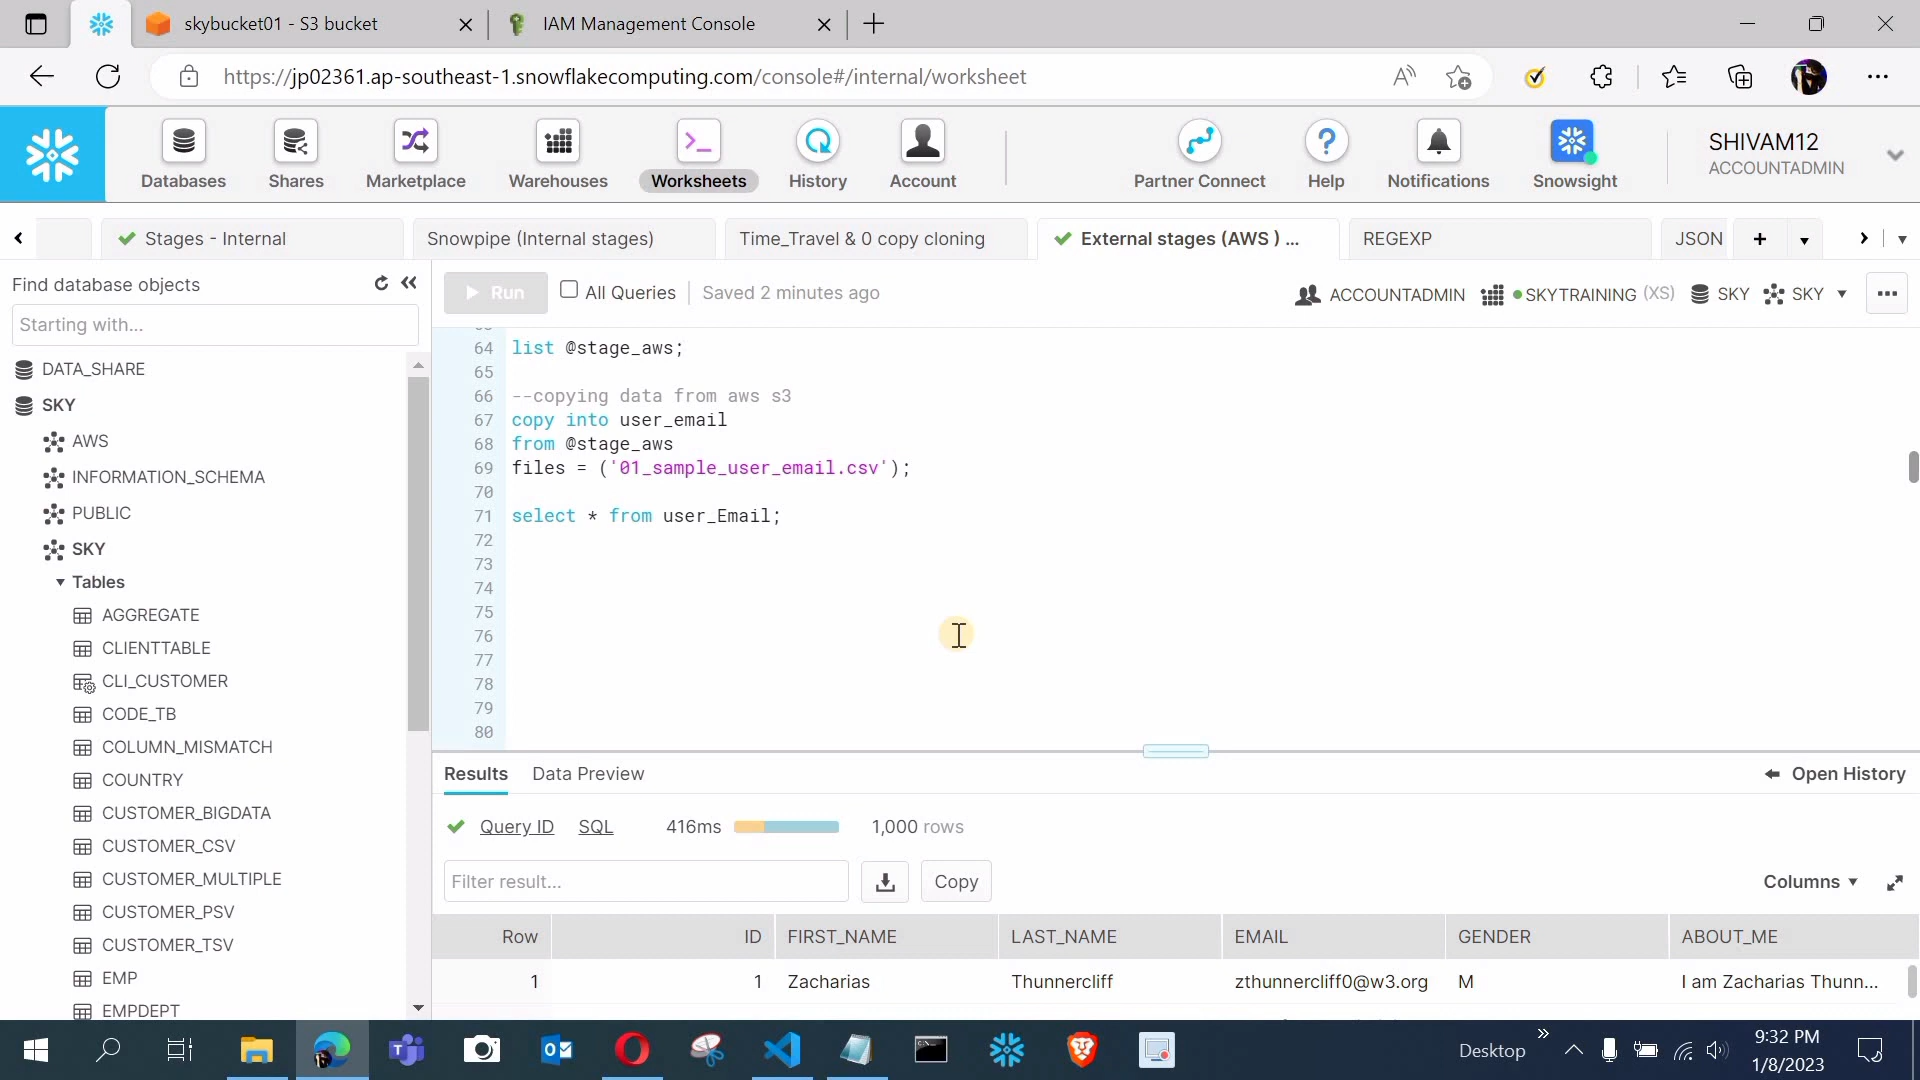 skybucket01 - S3 bucket
IAM Management Console
https://jp02361.ap-southeast-1.snowflakecomputing.com/console#/internal/worksheet
Databases
Shares
Marketplace
Warehouses
Worksheets
History
Account
Partner Connect
Help
Notifications
Snowsight
SHIVAM12
ACCOUNTADMIN
Stages - Internal
Snowpipe (Internal stages)
Time_Travel & 0 copy cloning
External stages (AWS ) ...
REGEXP
JSON
Find database objects
Starting with...
DATA_SHARE
SKY
AWS
INFORMATION_SCHEMA
PUBLIC
SKY
Tables
AGGREGATE
CLIENTTABLE
CLI_CUSTOMER
CODE_TB
COLUMN_MISMATCH
COUNTRY
CUSTOMER_BIGDATA
CUSTOMER_CSV
CUSTOMER_MULTIPLE
CUSTOMER_PSV
CUSTOMER_TSV
EMP
EMPDEPT
Run
All Queries
Saved 2 minutes ago
ACCOUNTADMIN
SKYTRAINING (XS)
SKY
SKY
64 list @stage_aws;
65
66 --copying data from aws s3
67 copy into user_email
68 from @stage_aws
69 files = ('01_sample_user_email.csv');
70
71 select * from user_Email;
72
73
74
75
76
77
78
79
80
Results
Data Preview
Open History
Query ID
SQL
416ms
1,000 rows
Filter result...
Copy
Columns
Row ID FIRST_NAME LAST_NAME EMAIL GENDER ABOUT_ME
1 1 Zacharias Thunnercliff zthunnercliff0@w3.org M I am Zacharias Thunn...
Desktop
9:32 PM
1/8/2023